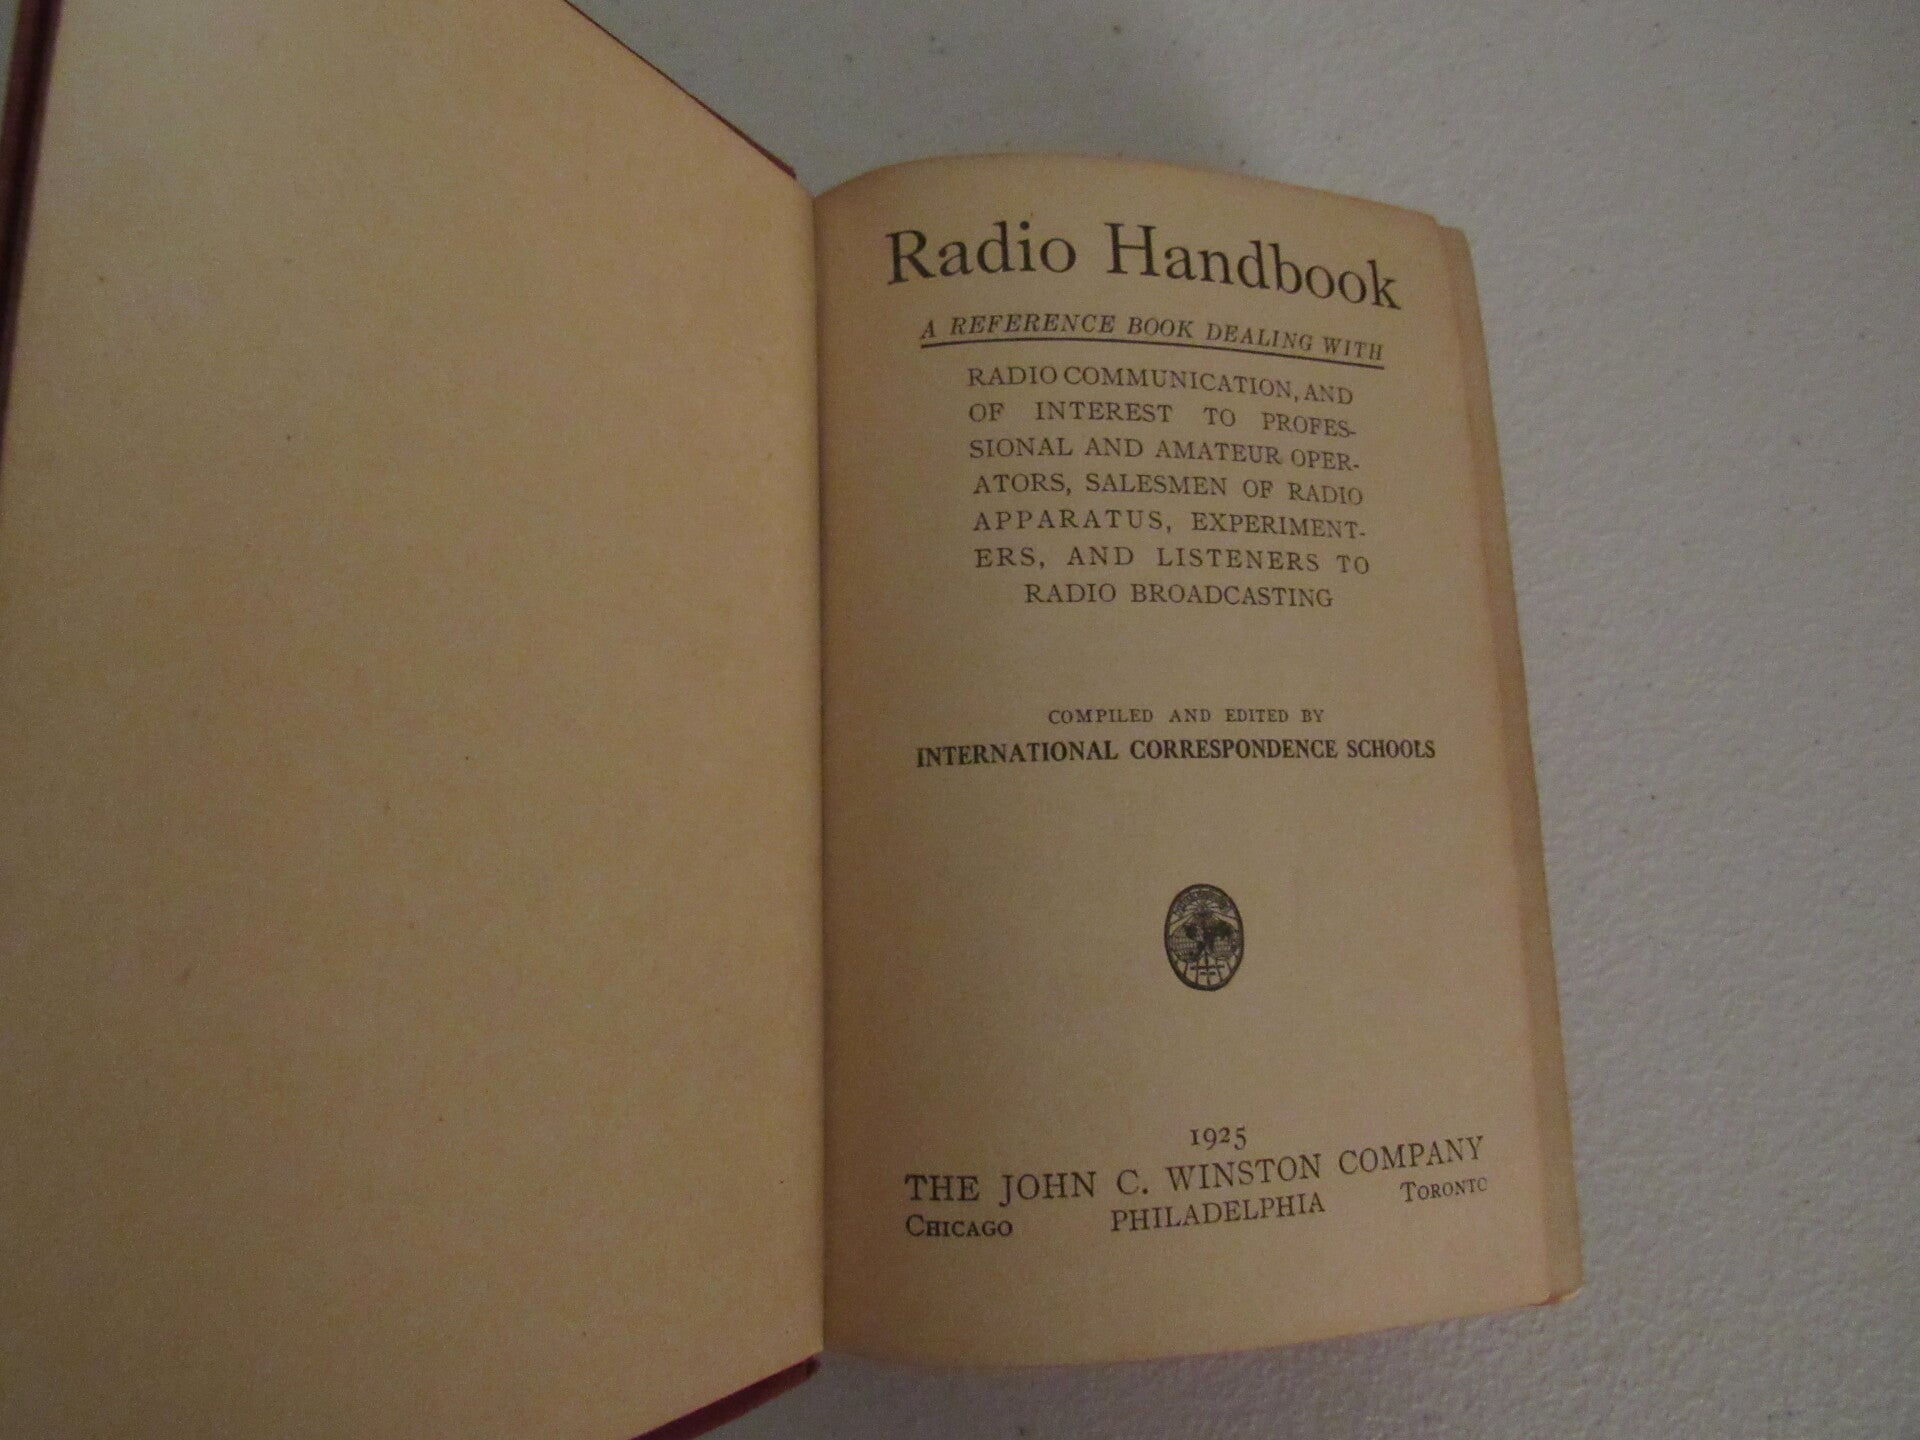 Radio Handbook
A REFERENCE BOOK DEALING WITH
RADIO COMMUNICATION, AND
OF INTEREST TO PROFES-
SIONAL AND AMATEUR OPER-
ATORS, SALESMEN OF RADIO
APPARATUS, EXPERIMENT-
ERS, AND LISTENERS TO
RADIO BROADCASTING
COMPILED AND EDITED BY
INTERNATIONAL CORRESPONDENCE SCHOOLS
1925
THE JOHN C. WINSTON COMPANY
CHICAGO PHILADELPHIA TORONTO